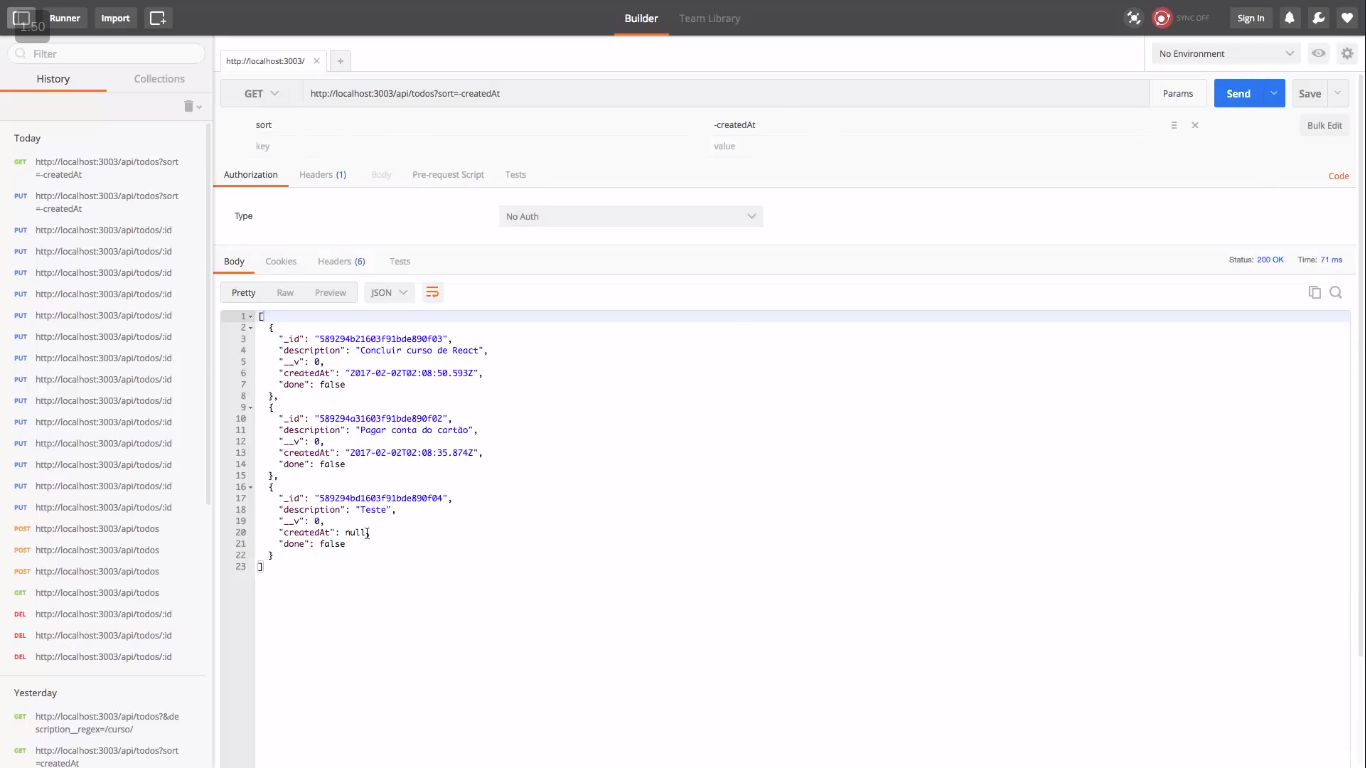 1:50
Runner
Import
Builder
Team Library
SYNC OFF
Sign In
Filter
History
Collections
Today
GET http://localhost:3003/api/todos?sort
=-createdAt
PUT http://localhost:3003/api/todos?sort
=-createdAt
PUT http://localhost:3003/api/todos/:id
PUT http://localhost:3003/api/todos/:id
PUT http://localhost:3003/api/todos/:id
PUT http://localhost:3003/api/todos/:id
PUT http://localhost:3003/api/todos/:id
PUT http://localhost:3003/api/todos/:id
PUT http://localhost:3003/api/todos/:id
PUT http://localhost:3003/api/todos/:id
PUT http://localhost:3003/api/todos/:id
PUT http://localhost:3003/api/todos/:id
PUT http://localhost:3003/api/todos/:id
PUT http://localhost:3003/api/todos/:id
PUT http://localhost:3003/api/todos/:id
PUT http://localhost:3003/api/todos/:id
POST http://localhost:3003/api/todos
POST http://localhost:3003/api/todos
POST http://localhost:3003/api/todos
GET http://localhost:3003/api/todos
DEL http://localhost:3003/api/todos/:id
DEL http://localhost:3003/api/todos/:id
DEL http://localhost:3003/api/todos/:id
Yesterday
GET http://localhost:3003/api/todos?&de
scription__regex=/curso/
GET http://localhost:3003/api/todos?sort
=createdAt
http://localhost:3003/
No Environment
GET http://localhost:3003/api/todos?sort=-createdAt
Params
Send
Save
sort -createdAt
Bulk Edit
key value
Authorization
Headers (1)
Body
Pre-request Script
Tests
Code
Type
No Auth
Body
Cookies
Headers (6)
Tests
Status: 200 OK Time: 71 ms
Pretty
Raw
Preview
JSON
1 [
2 {
3 "_id": "589294b21603f91bde890f03",
4 "description": "Concluir curso de React",
5 "__v": 0,
6 "createdAt": "2017-02-02T02:08:50.593Z",
7 "done": false
8 },
9 {
10 "_id": "589294a31603f91bde890f02",
11 "description": "Pagar conta do cartão",
12 "__v": 0,
13 "createdAt": "2017-02-02T02:08:35.874Z",
14 "done": false
15 },
16 {
17 "_id": "589294bd1603f91bde890f04",
18 "description": "Teste",
19 "__v": 0,
20 "createdAt": null,
21 "done": false
22 }
23 ]